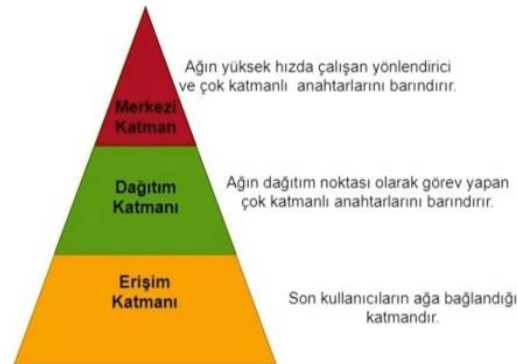 Ağın yüksek hızda çalışan yönlendirici
ve çok katmanlı anahtarlarını barındırır.
Merkezi
Katman
Dağıtım
Katmanı
Ağın dağıtım noktası olarak görev yapan
çok katmanlı anahtarlarını barındırır.
Erişim
Katmanı
Son kullanıcıların ağa bağlandığı
katmandır.